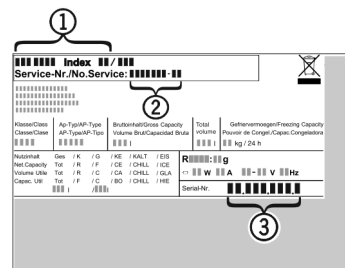 1
Index /
Service-Nr./No.Service: -
2
Klasse/Class
Classe/Clase
Ap-Typ/AP-Type
AP-Type/AP-Tipo
Bruttoinhalt/Gross Capacity
Volume Brut/Capacidad Bruta
Total
volume
Gefriervermoegen/Freezing Capacity
Pouvoir de Congel./Capac.Congeladora
I
I
kg / 24 h
Nutzinhalt Ges / K / G / KE / KALT / EIS
Net.Capacity Tot / R / F / CE / CHILL / ICE
Volume Utile Tot / R / C / CA / CHILL / GLA
Capac. Util Tot / F / C / BO / CHILL / HIE
I / I
R : g
W A - V Hz
Serial-Nr. . . .
3